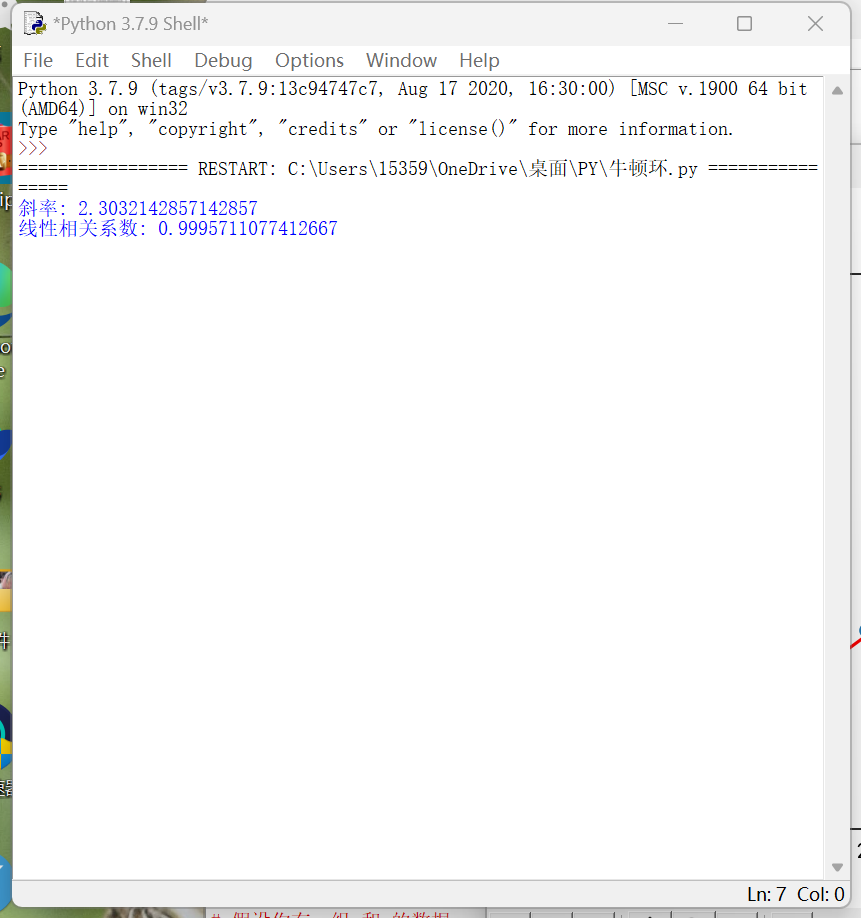 *Python 3.7.9 Shell*
File Edit Shell Debug Options Window Help
Python 3.7.9 (tags/v3.7.9:13c94747c7, Aug 17 2020, 16:30:00) [MSC v.1900 64 bit
(AMD64)] on win32
Type "help", "copyright", "credits" or "license()" for more information.
>>>
================= RESTART: C:\Users\15359\OneDrive\桌面\PY\牛顿环.py ===========
=====
斜率: 2.3032142857142857
线性相关系数: 0.9995711077412667
Ln: 7 Col: 0